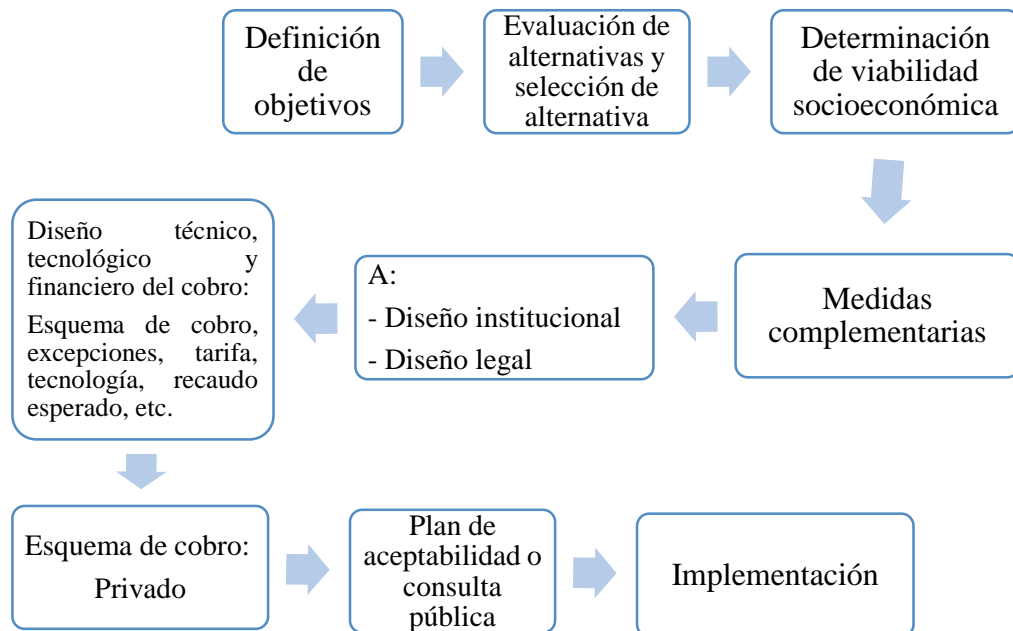 Definición
de
objetivos
Evaluación de
alternativas y
selección de
alternativa
Determinación
de viabilidad
socioeconómica
Medidas
complementarias
A:
- Diseño institucional
- Diseño legal
Diseño técnico,
tecnológico y
financiero del cobro:
Esquema de cobro,
excepciones, tarifa,
tecnología, recaudo
esperado, etc.
Esquema de cobro:
Privado
Plan de
aceptabilidad o
consulta
pública
Implementación